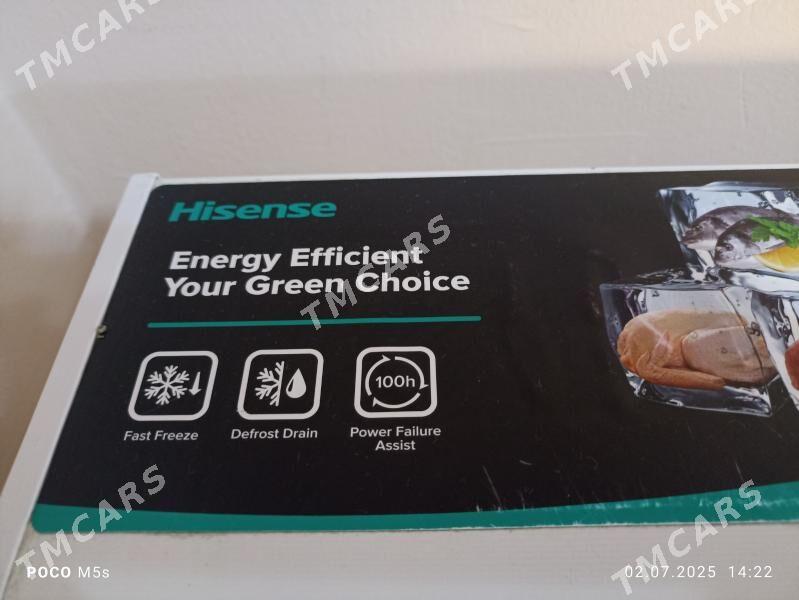 TMCARS
TMCARS
Hisense
Energy Efficient
Your Green Choice
TMCARS
100h
Fast Freeze
Defrost Drain
Power Failure
Assist
TMCARS
TMCARS
POCO M5s
02.07.2025 14:22